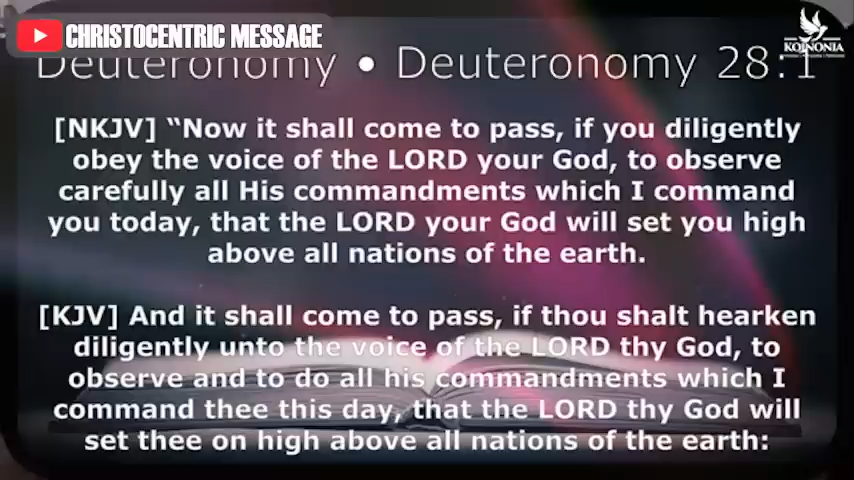 CHRISTOCENTRIC MESSAGE
KOINONIA
Deuteronomy • Deuteronomy 28:1
[NKJV] “Now it shall come to pass, if you diligently
obey the voice of the LORD your God, to observe
carefully all His commandments which I command
you today, that the LORD your God will set you high
above all nations of the earth.
[KJV] And it shall come to pass, if thou shalt hearken
diligently unto the voice of the LORD thy God, to
observe and to do all his commandments which I
command thee this day, that the LORD thy God will
set thee on high above all nations of the earth: